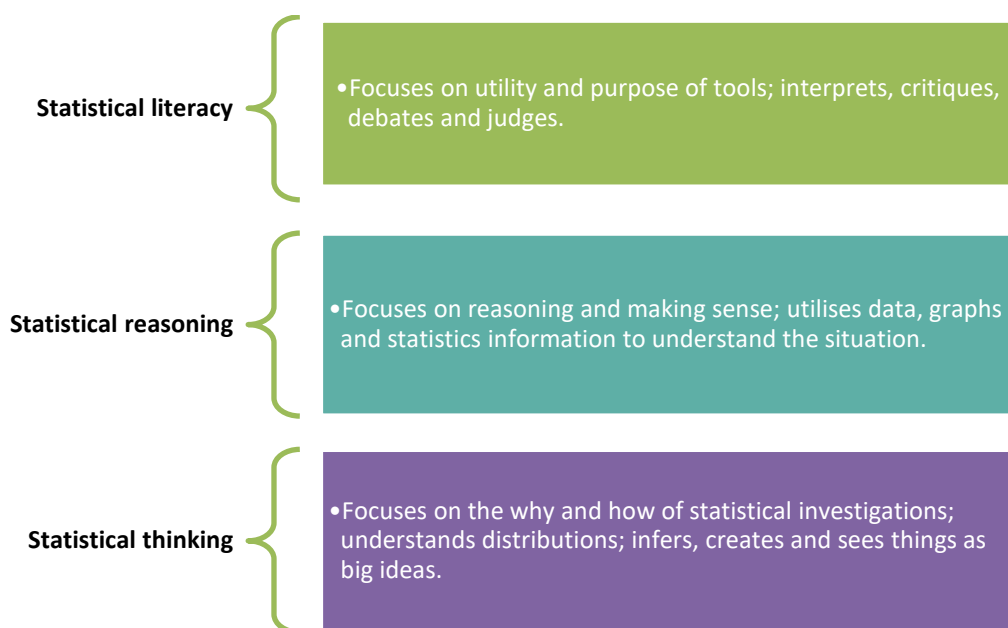 Statistical literacy
•Focuses on utility and purpose of tools; interprets, critiques,
debates and judges.
Statistical reasoning
•Focuses on reasoning and making sense; utilises data, graphs
and statistics information to understand the situation.
Statistical thinking
•Focuses on the why and how of statistical investigations;
understands distributions; infers, creates and sees things as
big ideas.